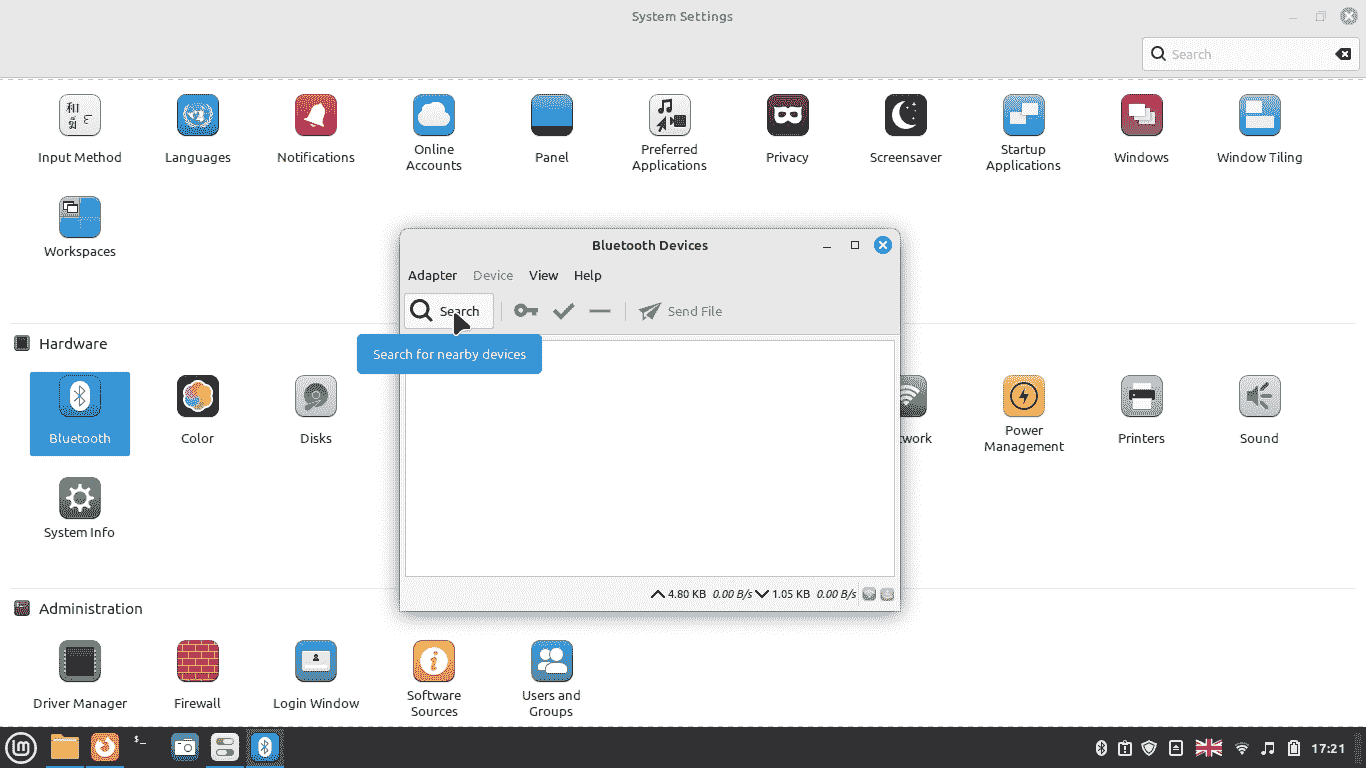 System Settings
Search
Input Method
Languages
Notifications
Online
Accounts
Panel
Preferred
Applications
Privacy
Screensaver
Startup
Applications
Windows
Window Tiling
Workspaces
Bluetooth Devices
Adapter Device View Help
Search Send File
Search for nearby devices
4.80 KB 0.00 B/s 1.05 KB 0.00 B/s
Hardware
Bluetooth
Color
Disks
work
Power
Management
Printers
Sound
System Info
Administration
Driver Manager
Firewall
Login Window
Software
Sources
Users and
Groups
17:21